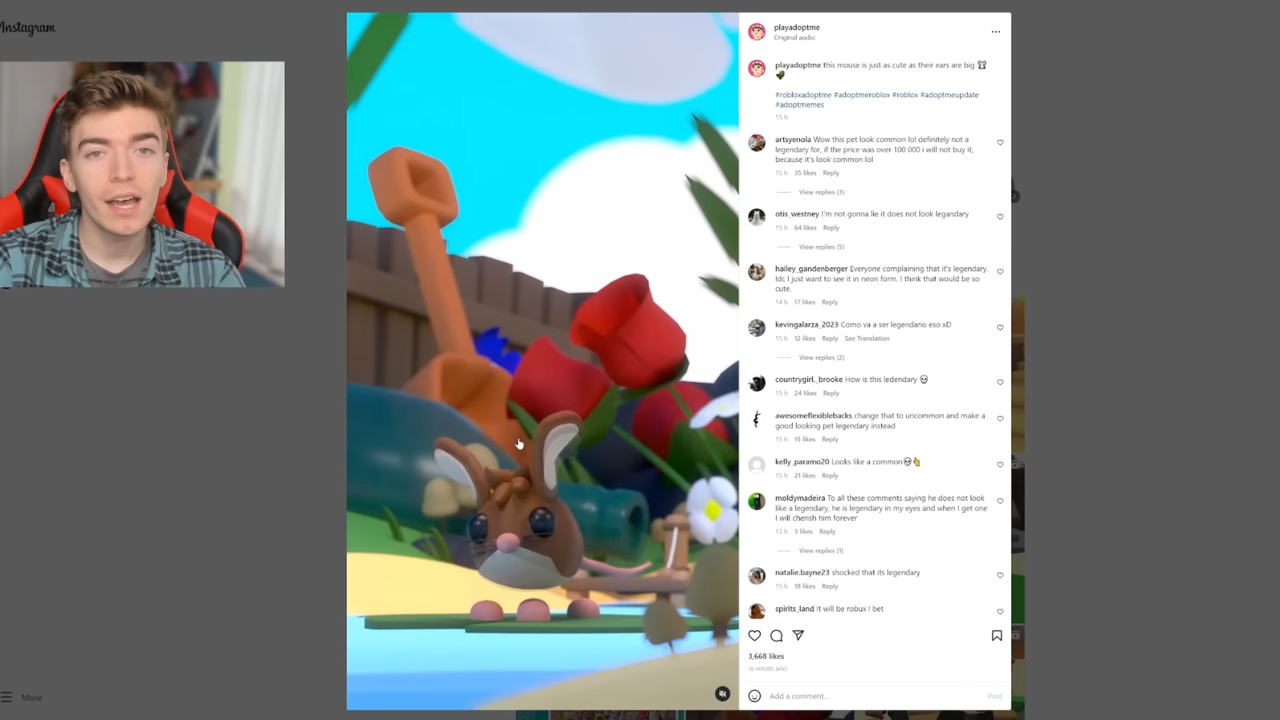 Instagram
playadoptme
Original audio
playadoptme this mouse is just as cute as their ears are big 🐭
#robloxadoptme #adoptmeroblox #roblox #adoptmeupdate
#adoptmemes
15 h
artsyenola Wow this pet look common lol definitely not a
legendary for, if the price was over 100 000 i will not buy it,
because it's look common lol
15 h 35 likes Reply
View replies (3)
otis_westney I'm not gonna lie it does not look legandary
15 h 64 likes Reply
View replies (5)
hailey_gandenberger Everyone complaining that it's legendary.
Idc I just want to see it in neon form. I think that would be so
cute.
14 h 17 likes Reply
kevingalarza_2023 Como va a ser legendario eso xD
15 h 12 likes Reply See Translation
View replies (2)
countrygirl._brooke How is this ledendary 💀
15 h 24 likes Reply
awesomeflexiblebacks change that to uncommon and make a
good looking pet legendary instead
15 h 15 likes Reply
kelly_paramo20 Looks like a common💀👆
15 h 21 likes Reply
moldymadeira To all these comments saying he does not look
like a legendary, he is legendary in my eyes and when I get one
I will cherish him forever
13 h 3 likes Reply
View replies (1)
natalie.bayne23 shocked that its legendary
15 h 18 likes Reply
spirits_land It will be robux I bet
3,668 likes
16 HOURS AGO
Add a comment...
Post
More